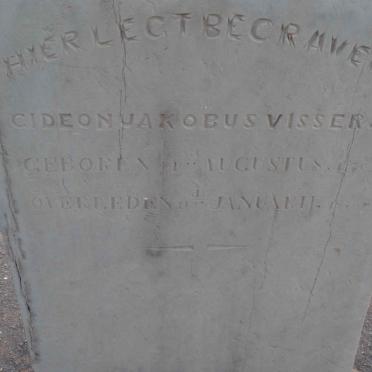 HIER LEGT BEGRAVEN
GIDEON JAKOBUS VISSER
GEBOREN AUGUSTUS
OVERLEDEN JANUARIJ